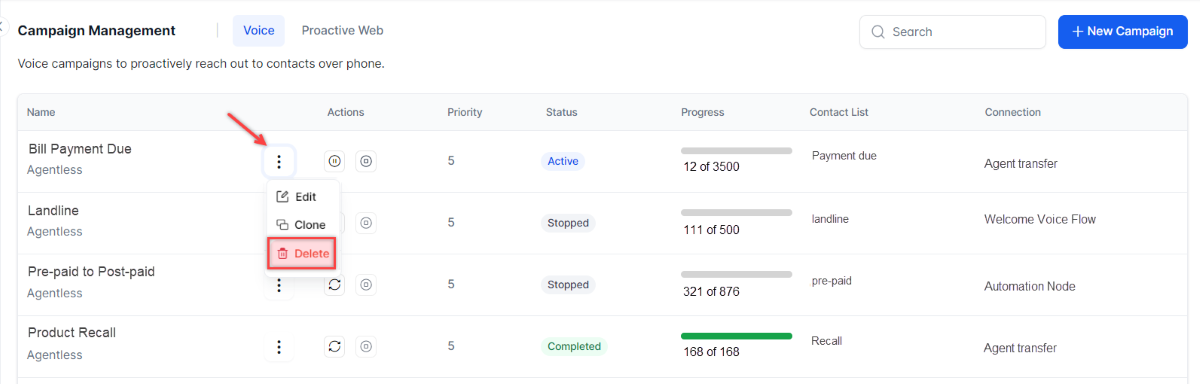 Campaign Management Voice Proactive Web Search + New Campaign
Voice campaigns to proactively reach out to contacts over phone.
Name Actions Priority Status Progress Contact List Connection
Bill Payment Due
Agentless
5 Active 12 of 3500 Payment due Agent transfer
Edit
Clone
Delete
Landline
Agentless
5 Stopped 111 of 500 landline Welcome Voice Flow
Pre-paid to Post-paid
Agentless
5 Stopped 321 of 876 pre-paid Automation Node
Product Recall
Agentless
5 Completed 168 of 168 Recall Agent transfer